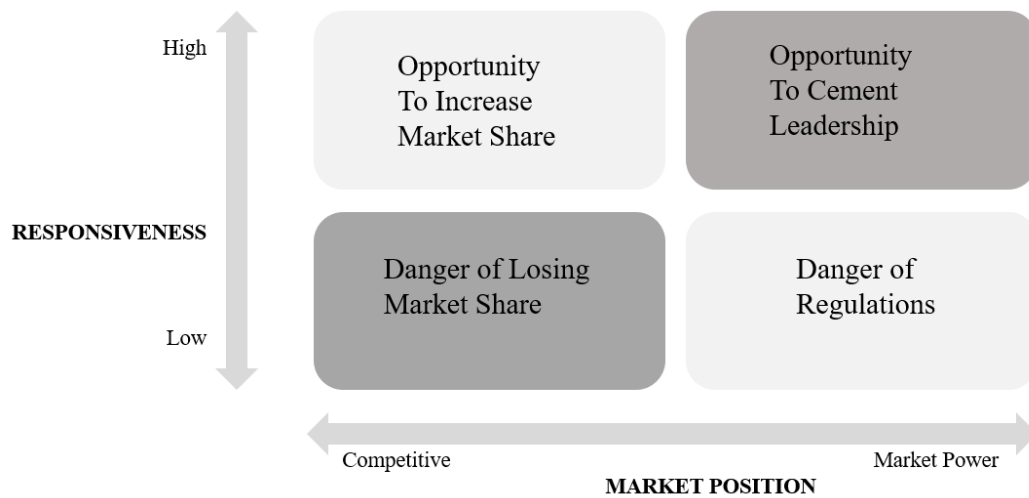 High
Opportunity
To Increase
Market Share
Opportunity
To Cement
Leadership
RESPONSIVENESS
Danger of Losing
Market Share
Danger of
Regulations
Low
Competitive
Market Power
MARKET POSITION